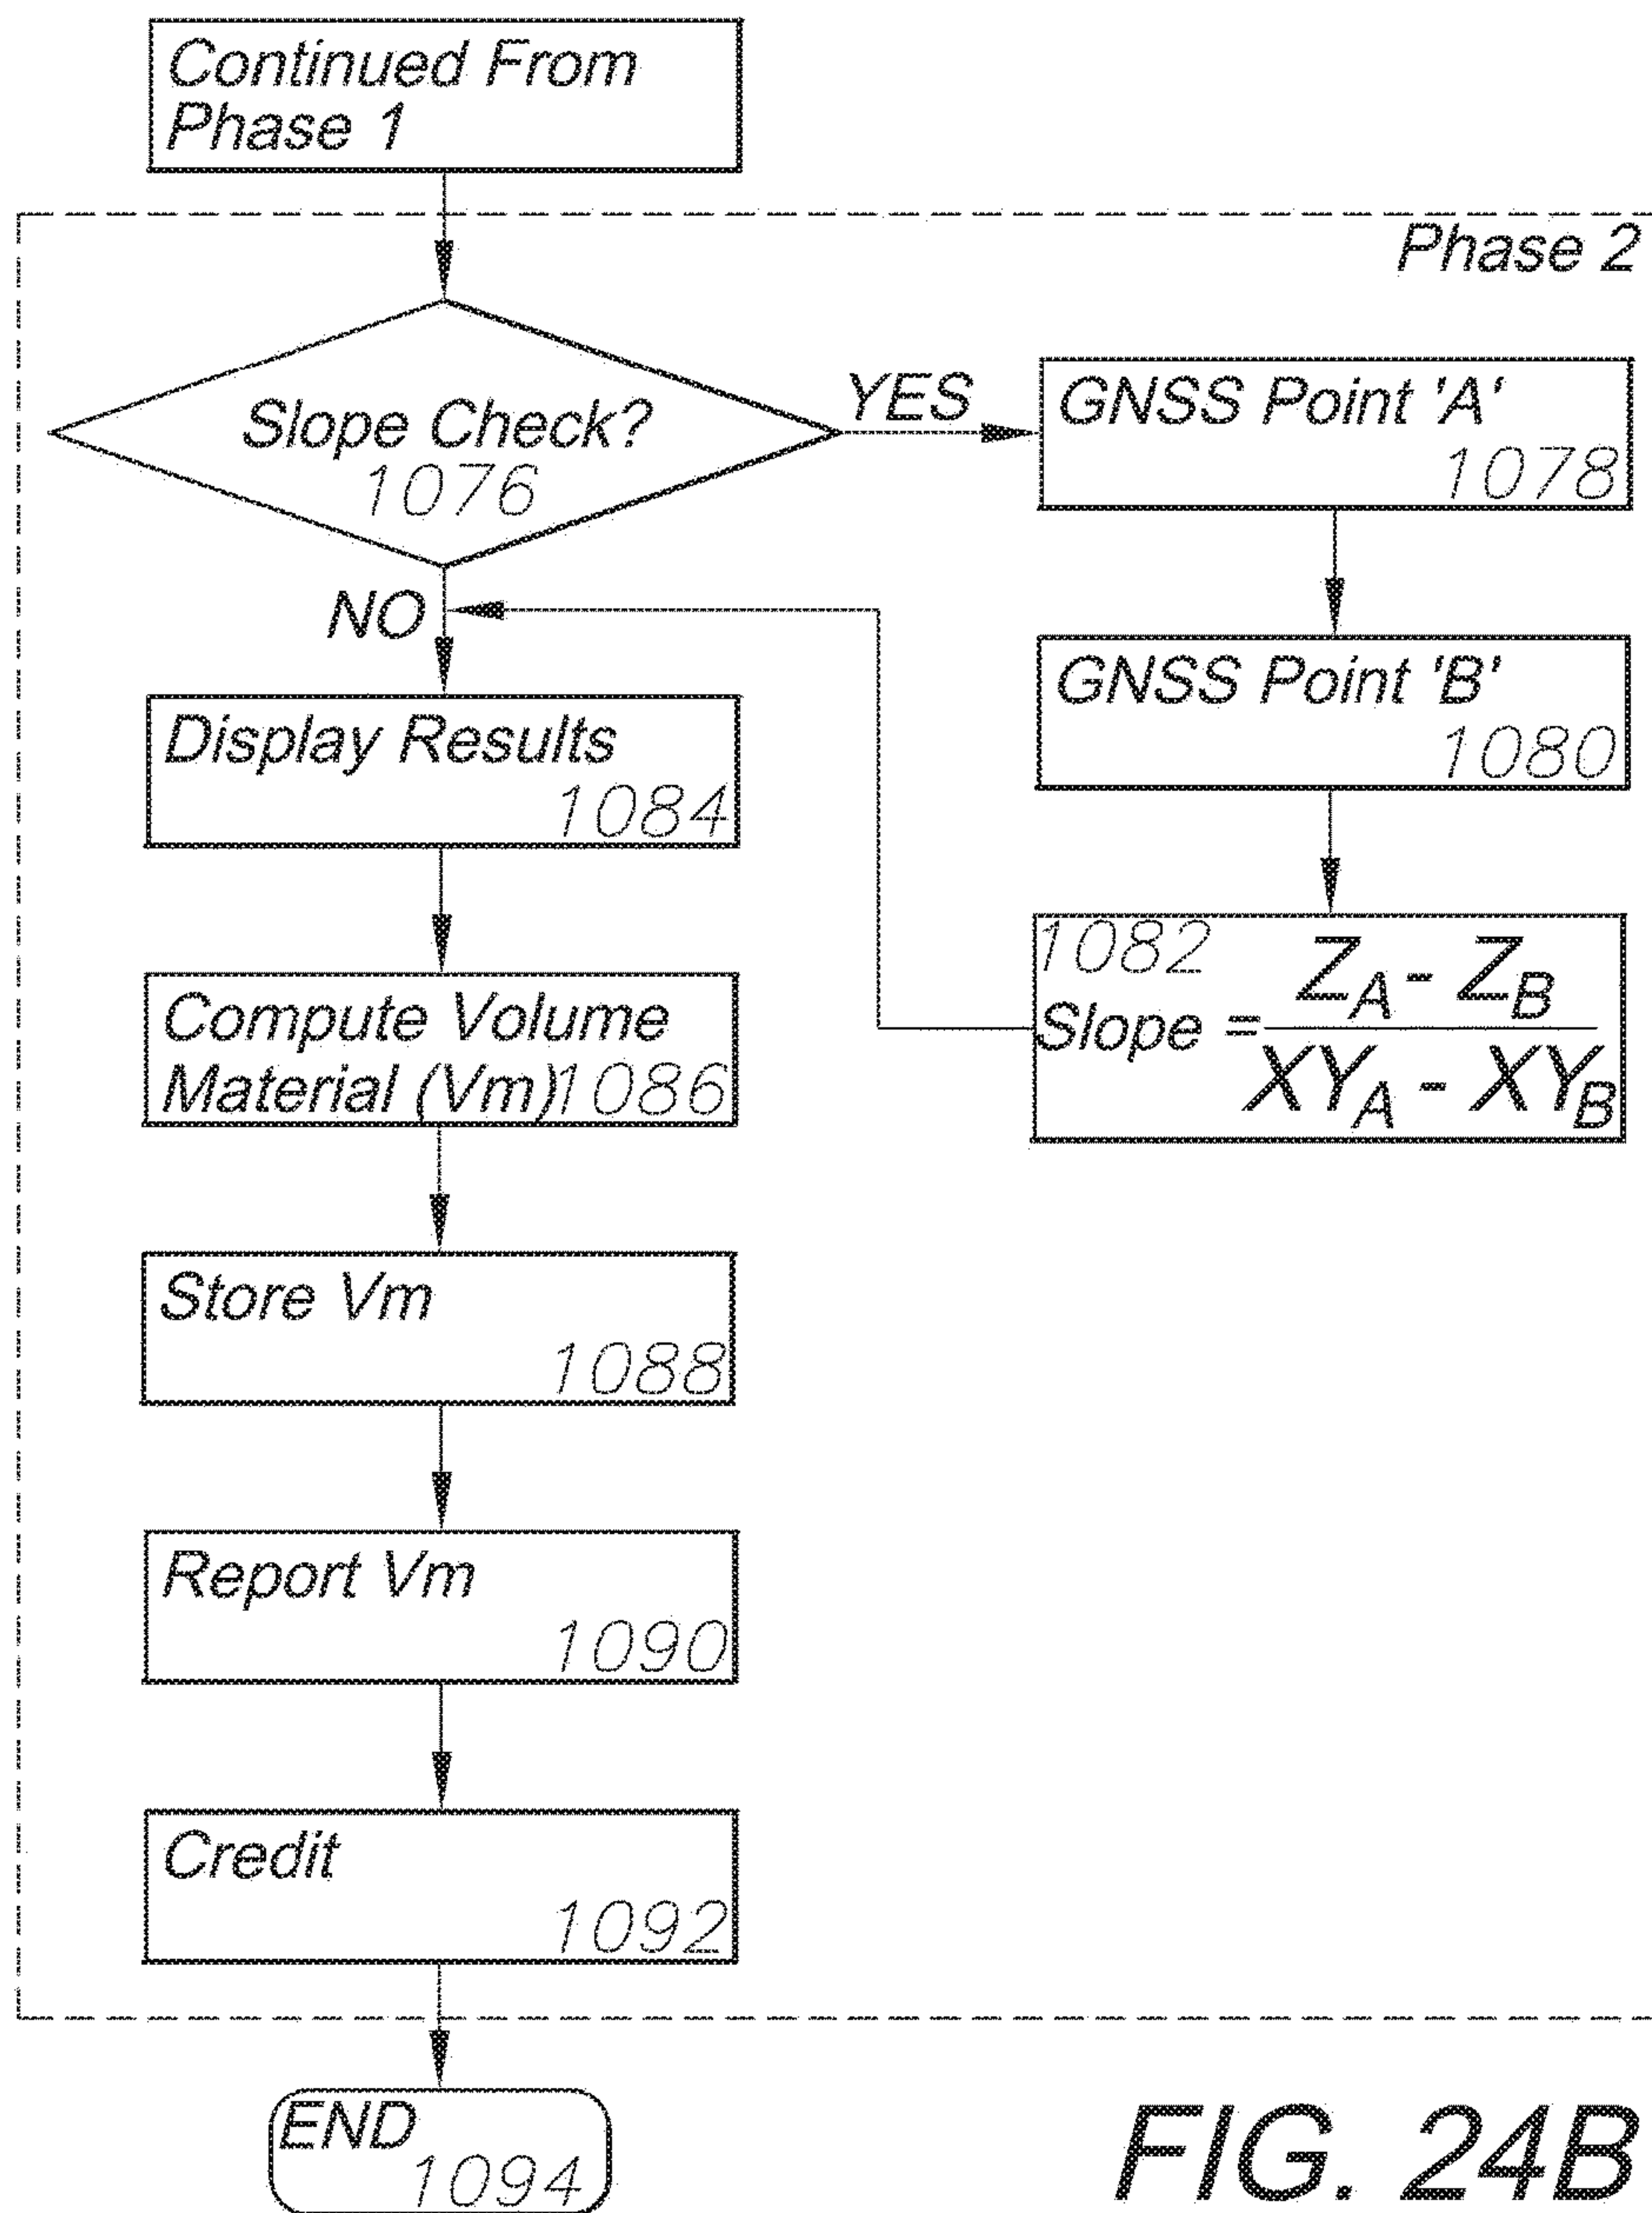 Continued From
Phase 1
Phase 2
Slope Check?
1076
YES
GNSS Point 'A'
1078
NO
GNSS Point 'B'
1080
Display Results
1084
1082
Slope = Z_A - Z_B / XY_A - XY_B
Compute Volume
Material (Vm) 1086
Store Vm
1088
Report Vm
1090
Credit
1092
END
1094
FIG. 24B